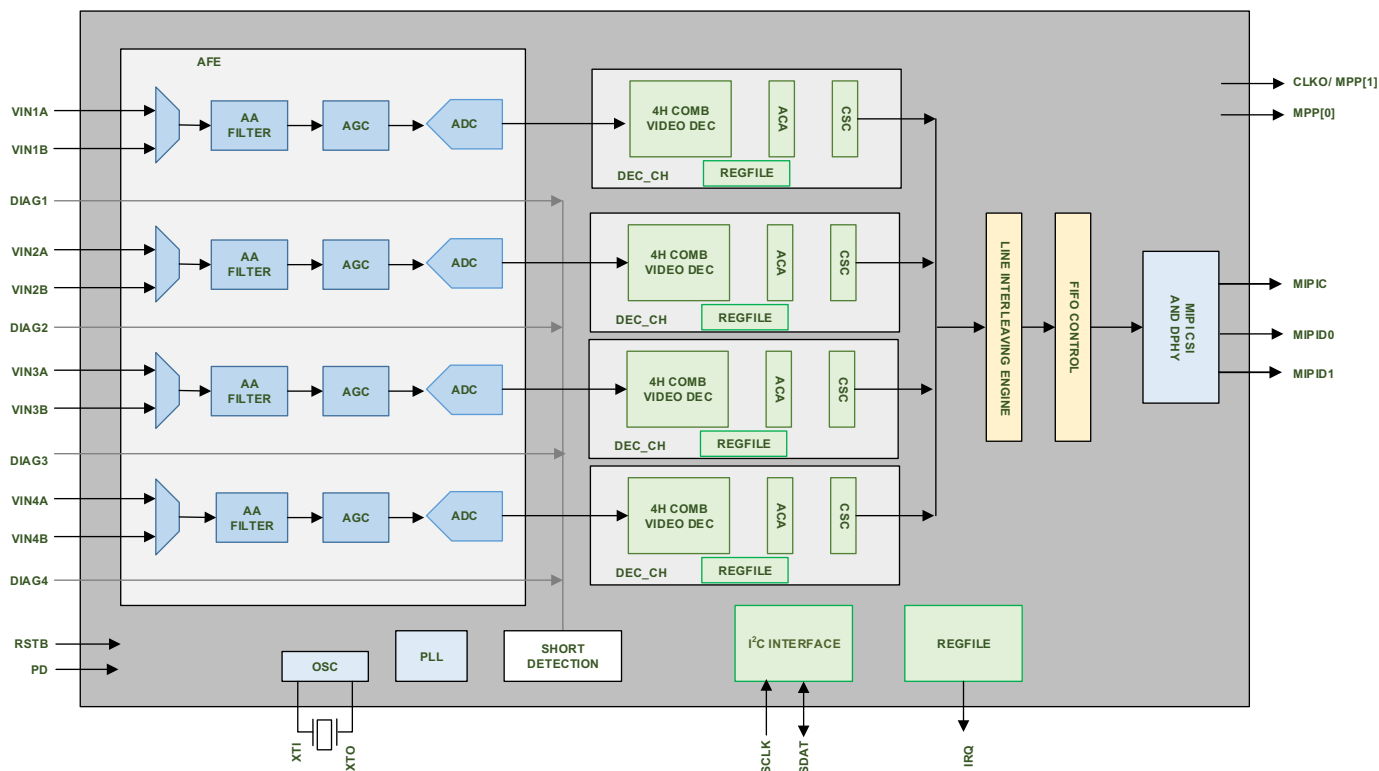 AFE
VIN1A
VIN1B
AA
FILTER
AGC
ADC
4H COMB
VIDEO DEC
ACA
CSC
REGFILE
DEC_CH
CLKO/ MPP[1]
MPP[0]
DIAG1
VIN2A
VIN2B
AA
FILTER
AGC
ADC
4H COMB
VIDEO DEC
ACA
CSC
REGFILE
DEC_CH
DIAG2
LINE INTERLEAVING ENGINE
FIFO CONTROL
MIPI CSI
AND DPHY
MIPIC
MIPID0
MIPID1
VIN3A
VIN3B
AA
FILTER
AGC
ADC
4H COMB
VIDEO DEC
ACA
CSC
REGFILE
DEC_CH
DIAG3
VIN4A
VIN4B
AA
FILTER
AGC
ADC
4H COMB
VIDEO DEC
ACA
CSC
REGFILE
DEC_CH
DIAG4
RSTB
PD
OSC
PLL
SHORT
DETECTION
I²C INTERFACE
REGFILE
XTI
XTO
SCLK
SDAT
IRQ